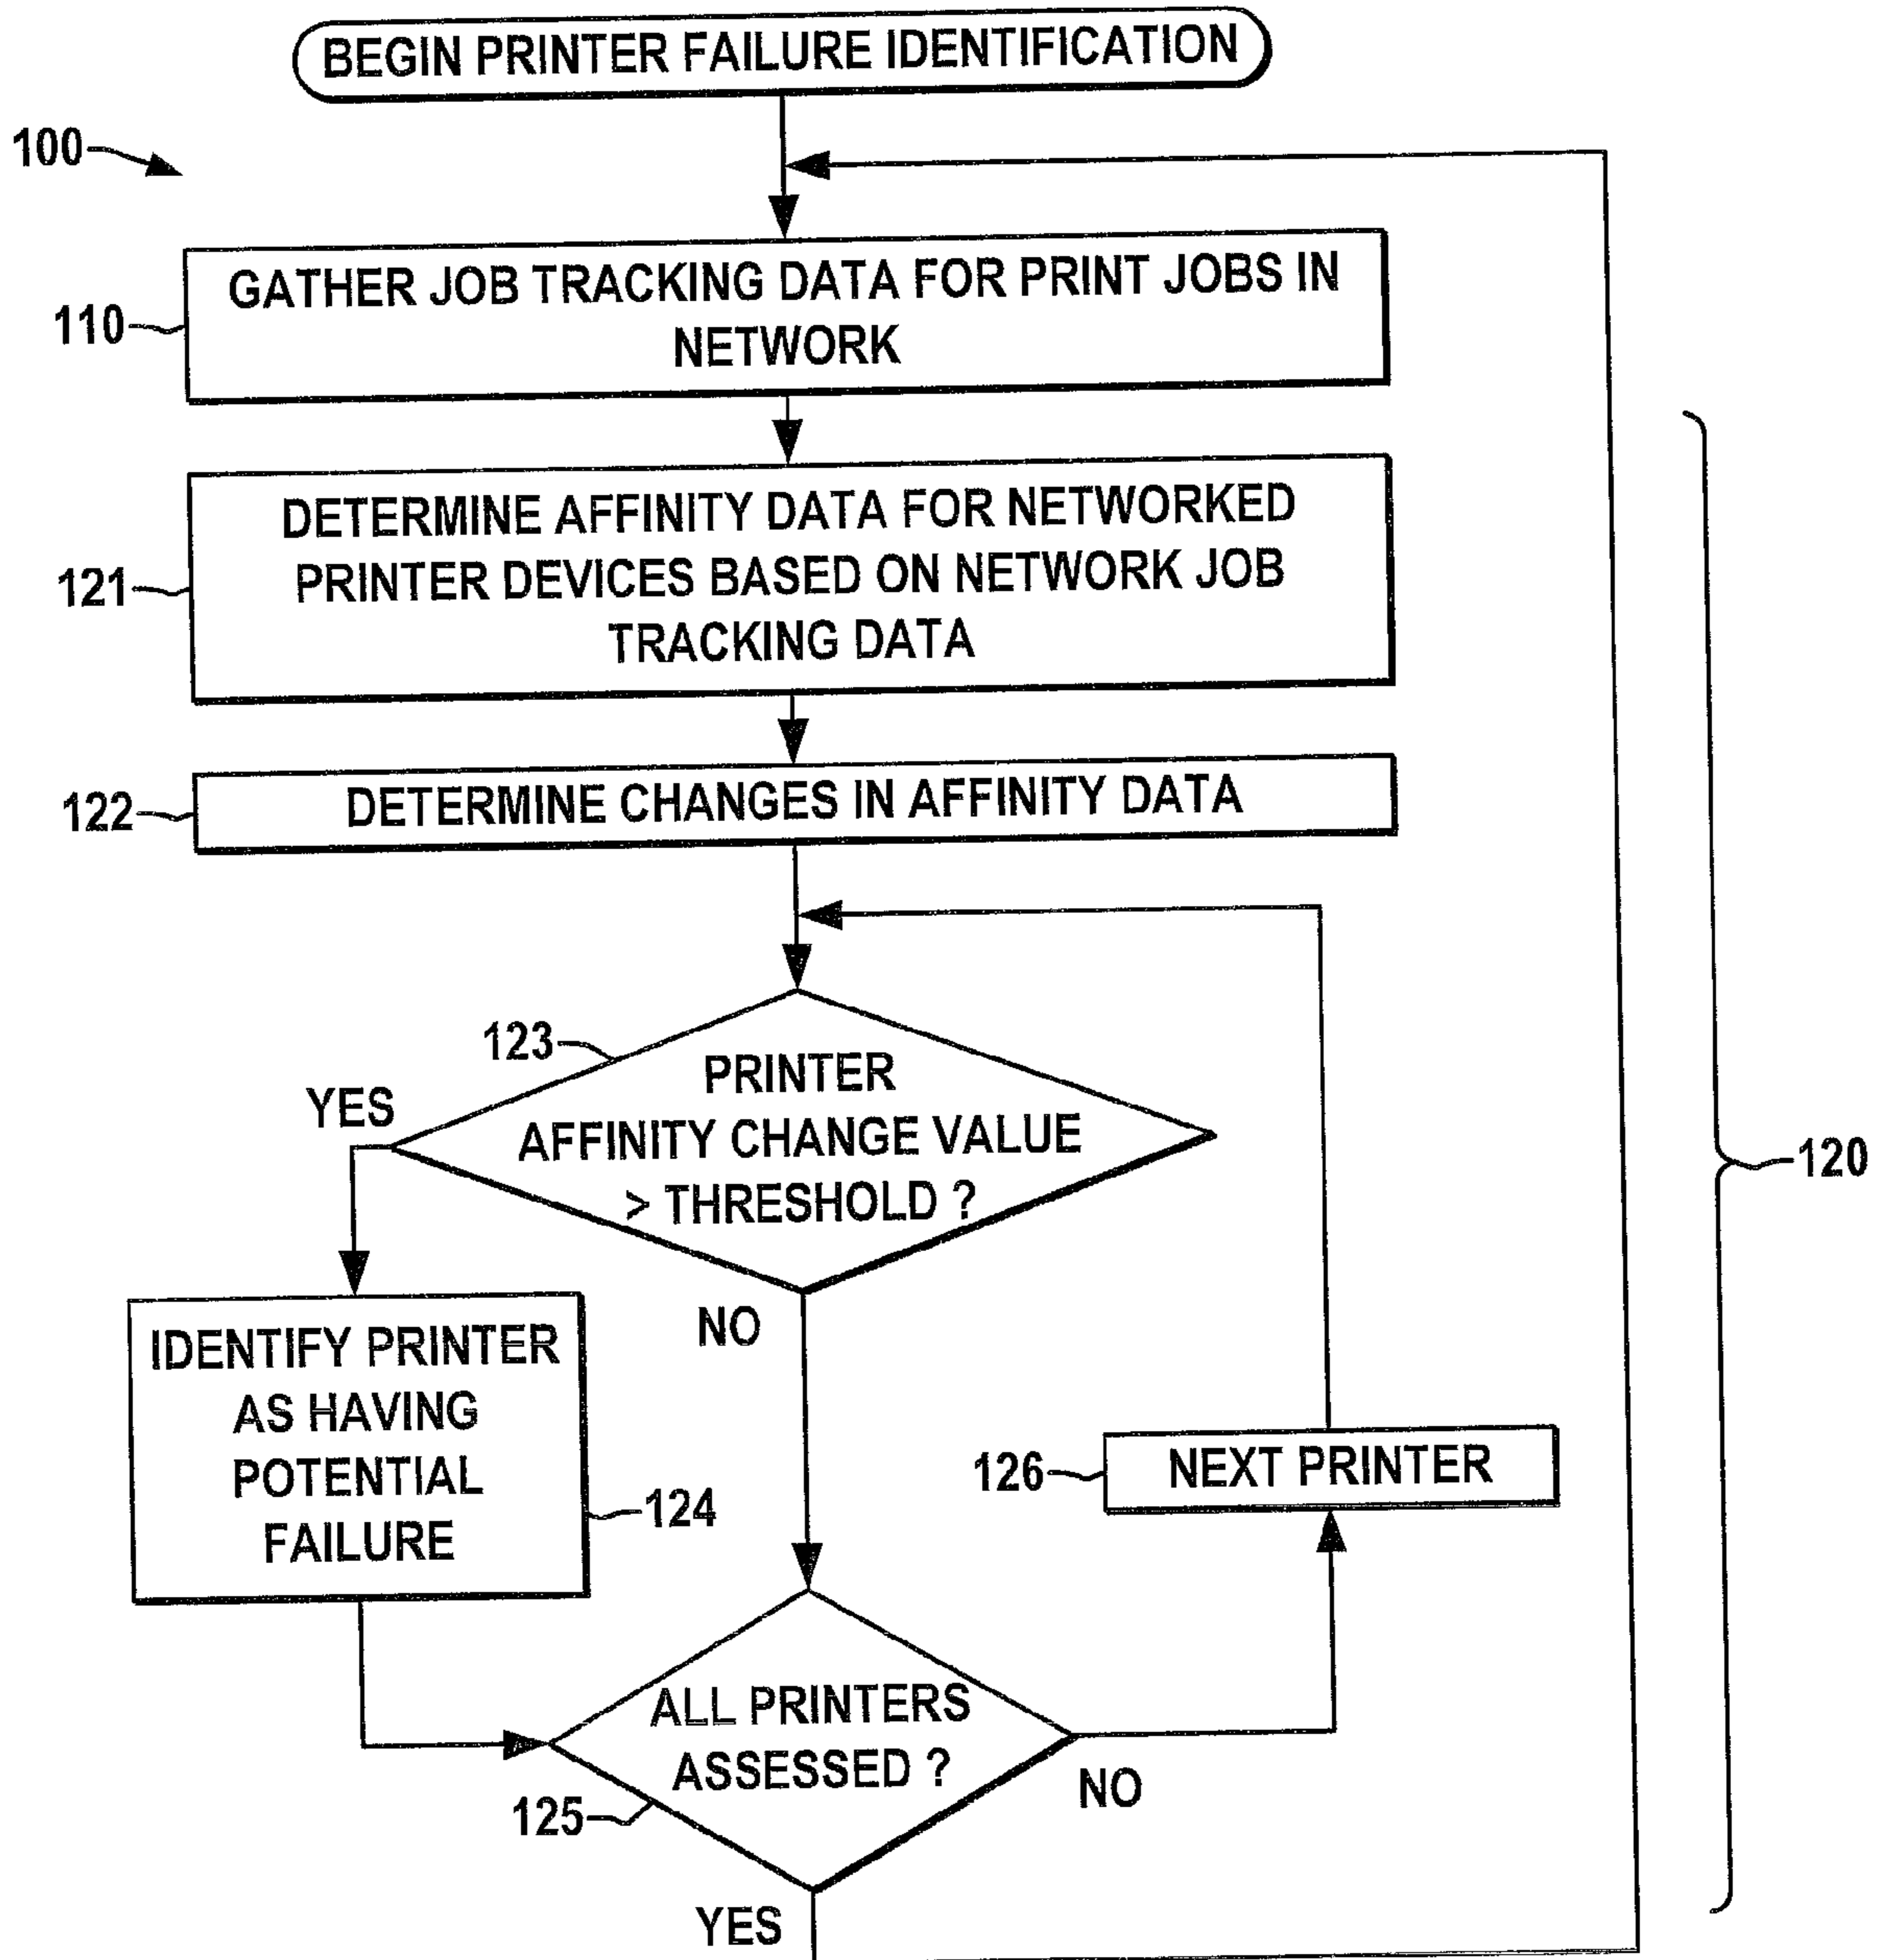 BEGIN PRINTER FAILURE IDENTIFICATION
100
GATHER JOB TRACKING DATA FOR PRINT JOBS IN
NETWORK
110
DETERMINE AFFINITY DATA FOR NETWORKED
PRINTER DEVICES BASED ON NETWORK JOB
TRACKING DATA
121
DETERMINE CHANGES IN AFFINITY DATA
122
123
PRINTER
AFFINITY CHANGE VALUE
> THRESHOLD ?
YES
NO
120
IDENTIFY PRINTER
AS HAVING
POTENTIAL
FAILURE
124
126
NEXT PRINTER
ALL PRINTERS
ASSESSED ?
125
NO
YES